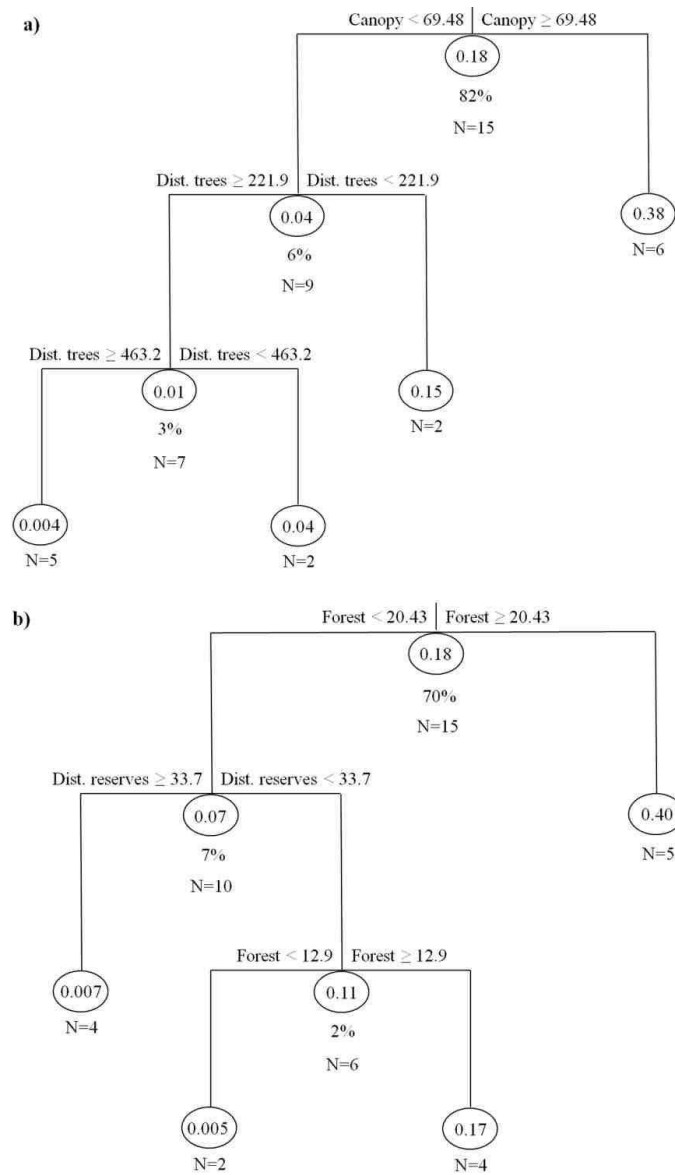 a)
Canopy < 69.48 Canopy ≥ 69.48
0.18
82%
N=15
Dist. trees ≥ 221.9 Dist. trees < 221.9
0.04
0.38
6%
N=6
N=9
Dist. trees ≥ 463.2 Dist. trees < 463.2
0.01
0.15
3%
N=2
N=7
0.004
0.04
N=5
N=2
b)
Forest < 20.43 Forest ≥ 20.43
0.18
70%
N=15
Dist. reserves ≥ 33.7 Dist. reserves < 33.7
0.07
0.40
7%
N=5
N=10
Forest < 12.9 Forest ≥ 12.9
0.007
0.11
N=4
2%
N=6
0.005
0.17
N=2
N=4